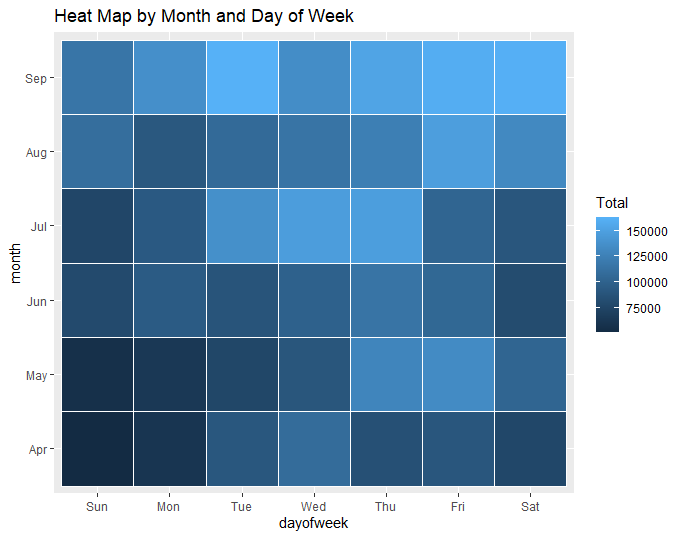 Heat Map by Month and Day of Week
Sep
Aug
Jul
Jun
May
Apr
month
Sun Mon Tue Wed Thu Fri Sat
dayofweek
Total
150000
125000
100000
75000